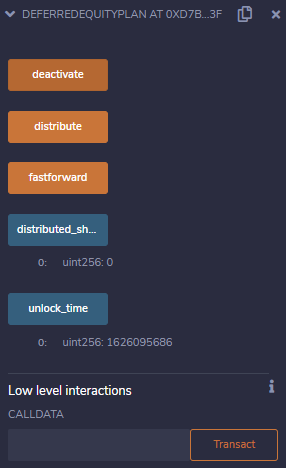 DEFERREDEQUITYPLAN AT 0XD7B...3F
deactivate
distribute
fastforward
distributed_sh...
0: uint256: 0
unlock_time
0: uint256: 1626095686
Low level interactions
i
CALLDATA
Transact